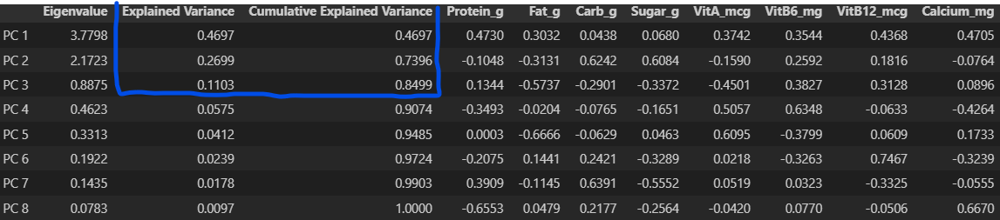 Eigenvalue Explained Variance Cumulative Explained Variance Protein_g Fat_g Carb_g Sugar_g VitA_mcg VitB6_mg VitB12_mcg Calcium_mg
PC 1 3.7798 0.4697 0.4697 0.4730 0.3032 0.0438 0.0680 0.3742 0.3544 0.4368 0.4705
PC 2 2.1723 0.2699 0.7396 -0.1048 -0.3131 0.6242 0.6084 -0.1590 0.2592 0.1816 -0.0764
PC 3 0.8875 0.1103 0.8499 0.1344 -0.5737 -0.2901 -0.3372 -0.4501 0.3827 0.3128 0.0896
PC 4 0.4623 0.0575 0.9074 -0.3493 -0.0204 -0.0765 -0.1651 0.5057 0.6348 -0.0633 -0.4264
PC 5 0.3313 0.0412 0.9485 0.0003 -0.6666 -0.0629 0.0463 0.6095 -0.3799 0.0609 0.1733
PC 6 0.1922 0.0239 0.9724 -0.2075 0.1441 0.2421 -0.3289 0.0218 -0.3263 0.7467 -0.3239
PC 7 0.1435 0.0178 0.9903 0.3909 -0.1145 0.6391 -0.5552 0.0519 0.0323 -0.3325 -0.0555
PC 8 0.0783 0.0097 1.0000 -0.6553 0.0479 0.2177 -0.2564 -0.0420 0.0770 -0.0506 0.6670